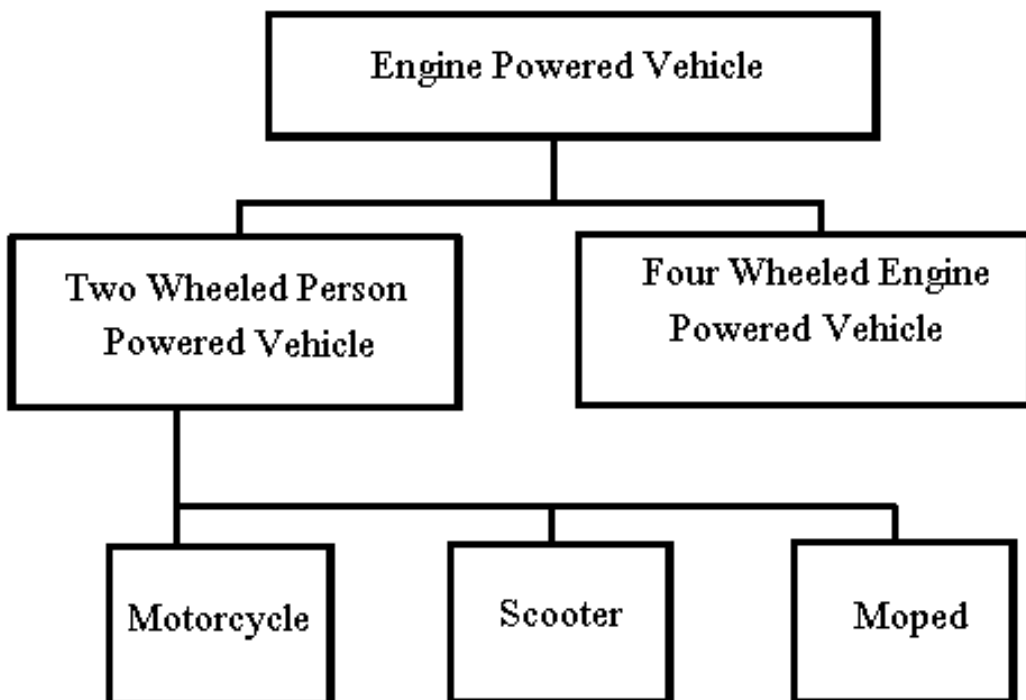 Engine Powered Vehicle
Two Wheeled Person
Powered Vehicle
Four Wheeled Engine
Powered Vehicle
Motorcycle
Scooter
Moped